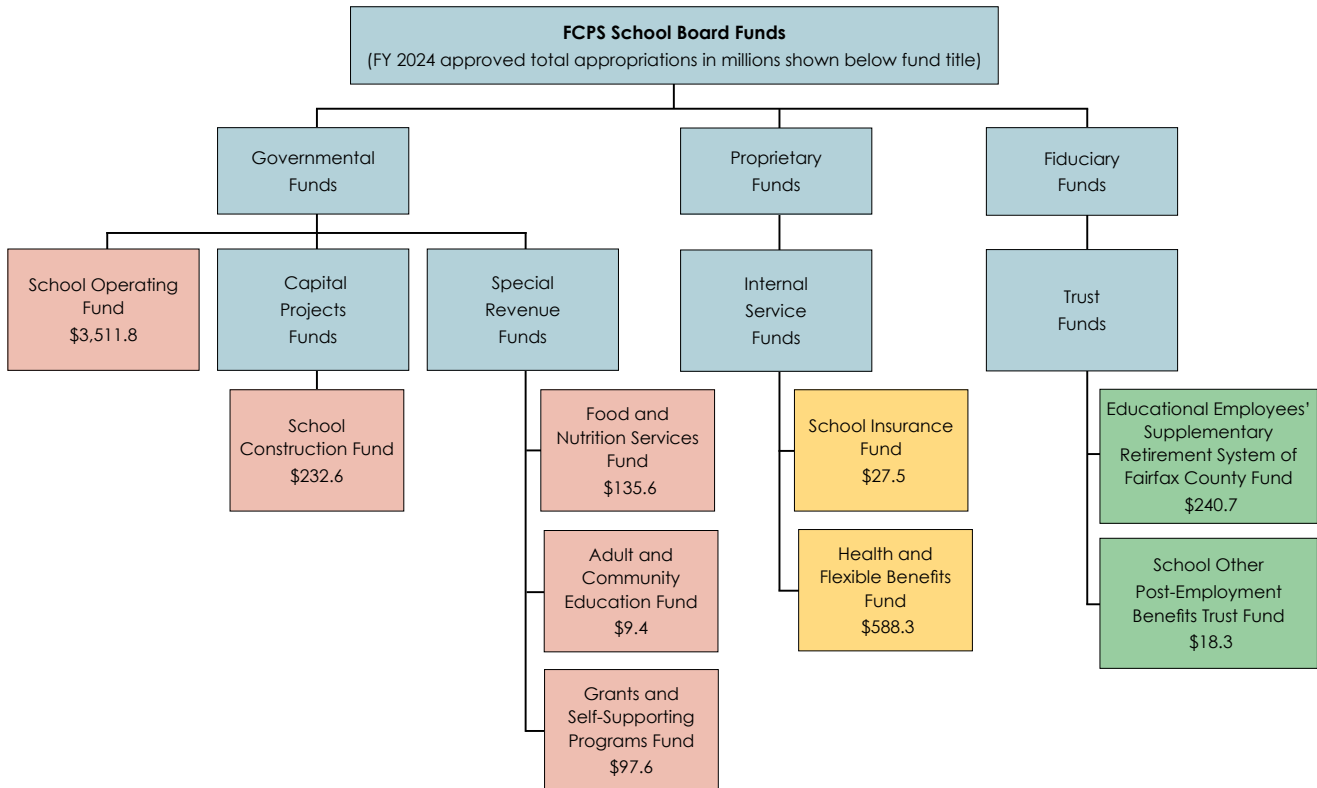 FCPS School Board Funds
(FY 2024 approved total appropriations in millions shown below fund title)
Governmental
Funds
Proprietary
Funds
Fiduciary
Funds
School Operating
Fund
$3,511.8
Capital
Projects
Funds
Special
Revenue
Funds
Internal
Service
Funds
Trust
Funds
School
Construction Fund
$232.6
Food and
Nutrition Services
Fund
$135.6
School Insurance
Fund
$27.5
Educational Employees’
Supplementary
Retirement System of
Fairfax County Fund
$240.7
Adult and
Community
Education Fund
$9.4
Health and
Flexible Benefits
Fund
$588.3
School Other
Post-Employment
Benefits Trust Fund
$18.3
Grants and
Self-Supporting
Programs Fund
$97.6